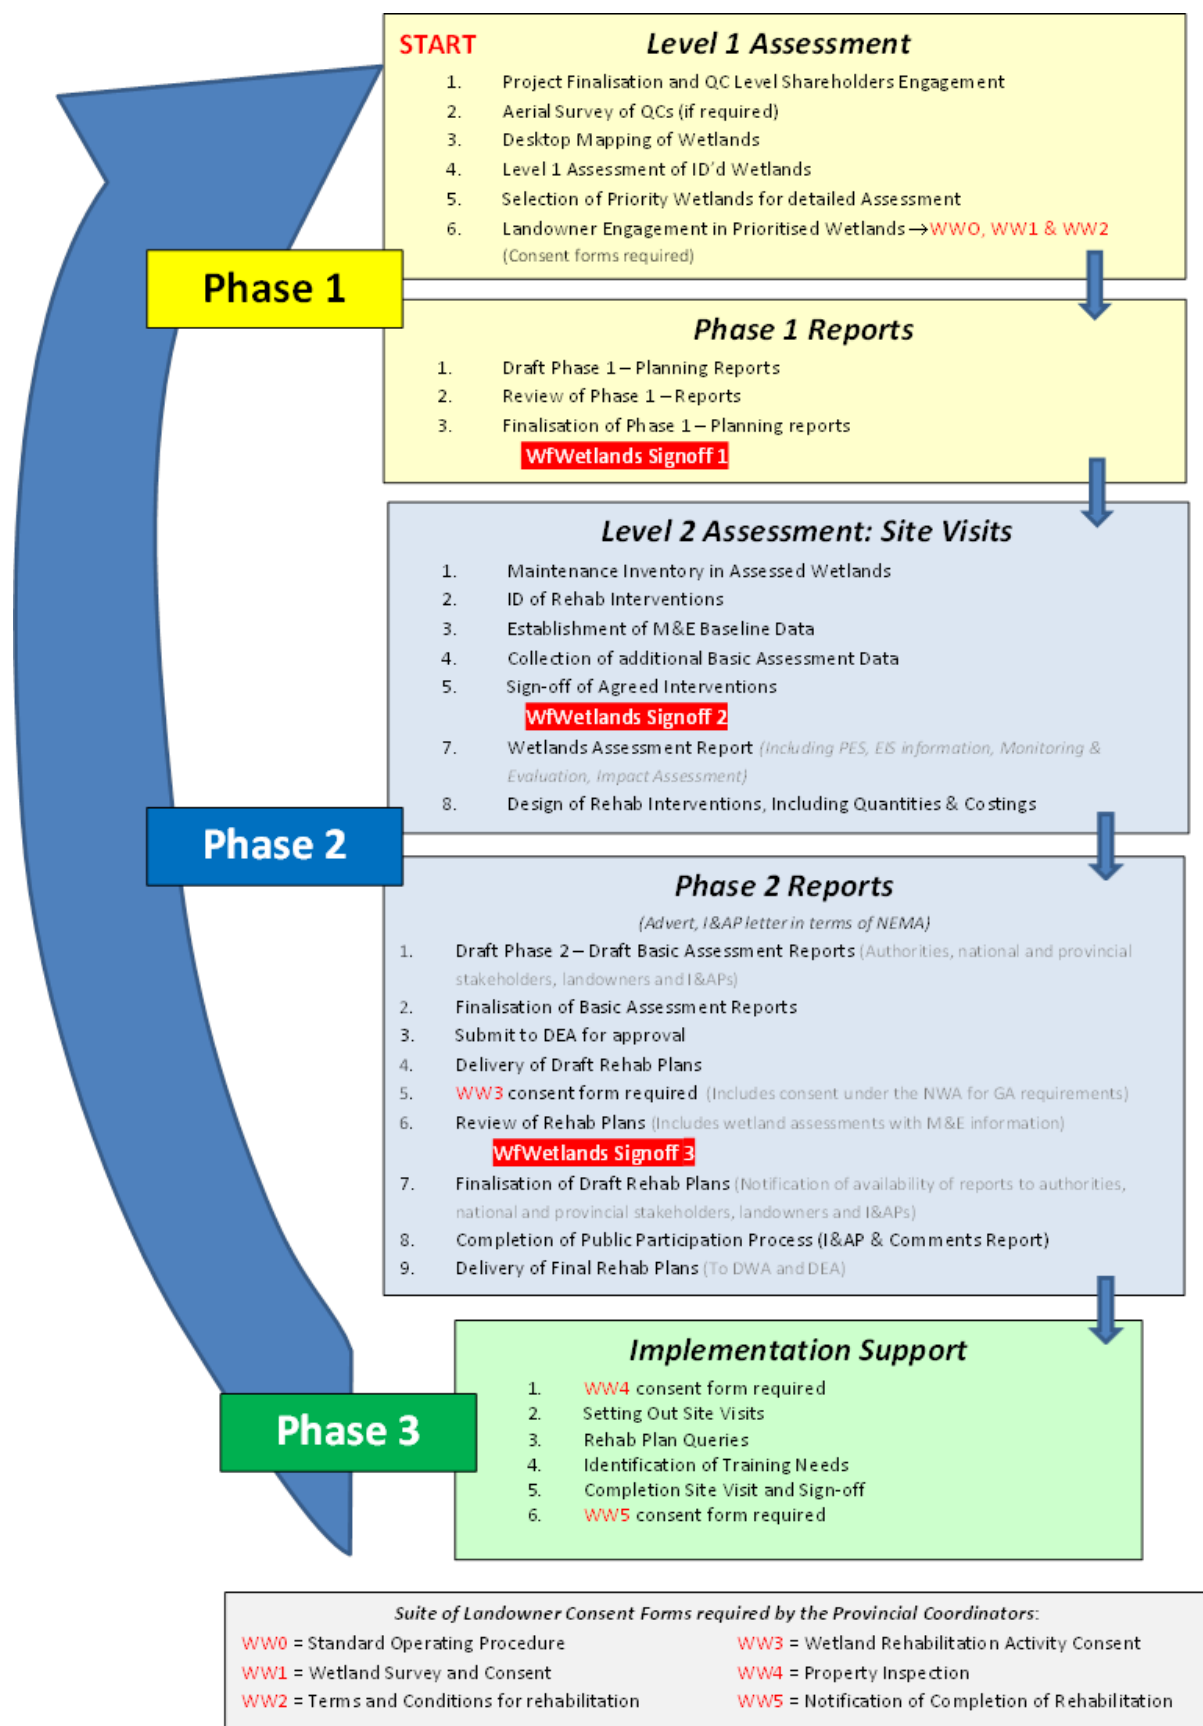 START Level 1 Assessment
1. Project Finalisation and QC Level Shareholders Engagement
2. Aerial Survey of QCs (if required)
3. Desktop Mapping of Wetlands
4. Level 1 Assessment of ID'd Wetlands
5. Selection of Priority Wetlands for detailed Assessment
6. Landowner Engagement in Prioritised Wetlands →WWO, WW1 & WW2
(Consent forms required)
Phase 1
Phase 1 Reports
1. Draft Phase 1 – Planning Reports
2. Review of Phase 1 – Reports
3. Finalisation of Phase 1 – Planning reports
WfWetlands Signoff 1
Level 2 Assessment: Site Visits
1. Maintenance Inventory in Assessed Wetlands
2. ID of Rehab Interventions
3. Establishment of M&E Baseline Data
4. Collection of additional Basic Assessment Data
5. Sign-off of Agreed Interventions
WfWetlands Signoff 2
7. Wetlands Assessment Report (Including PES, EIS information, Monitoring &
Evaluation, Impact Assessment)
8. Design of Rehab Interventions, Including Quantities & Costings
Phase 2
Phase 2 Reports
(Advert, I&AP letter in terms of NEMA)
1. Draft Phase 2 – Draft Basic Assessment Reports (Authorities, national and provincial
stakeholders, landowners and I&APs)
2. Finalisation of Basic Assessment Reports
3. Submit to DEA for approval
4. Delivery of Draft Rehab Plans
5. WW3 consent form required (Includes consent under the NWA for GA requirements)
6. Review of Rehab Plans (Includes wetland assessments with M&E information)
WfWetlands Signoff 3
7. Finalisation of Draft Rehab Plans (Notification of availability of reports to authorities,
national and provincial stakeholders, landowners and I&APs)
8. Completion of Public Participation Process (I&AP & Comments Report)
9. Delivery of Final Rehab Plans (To DWA and DEA)
Implementation Support
1. WW4 consent form required
2. Setting Out Site Visits
3. Rehab Plan Queries
4. Identification of Training Needs
5. Completion Site Visit and Sign-off
6. WW5 consent form required
Phase 3
Suite of Landowner Consent Forms required by the Provincial Coordinators:
WW0 = Standard Operating Procedure
WW1 = Wetland Survey and Consent
WW2 = Terms and Conditions for rehabilitation
WW3 = Wetland Rehabilitation Activity Consent
WW4 = Property Inspection
WW5 = Notification of Completion of Rehabilitation